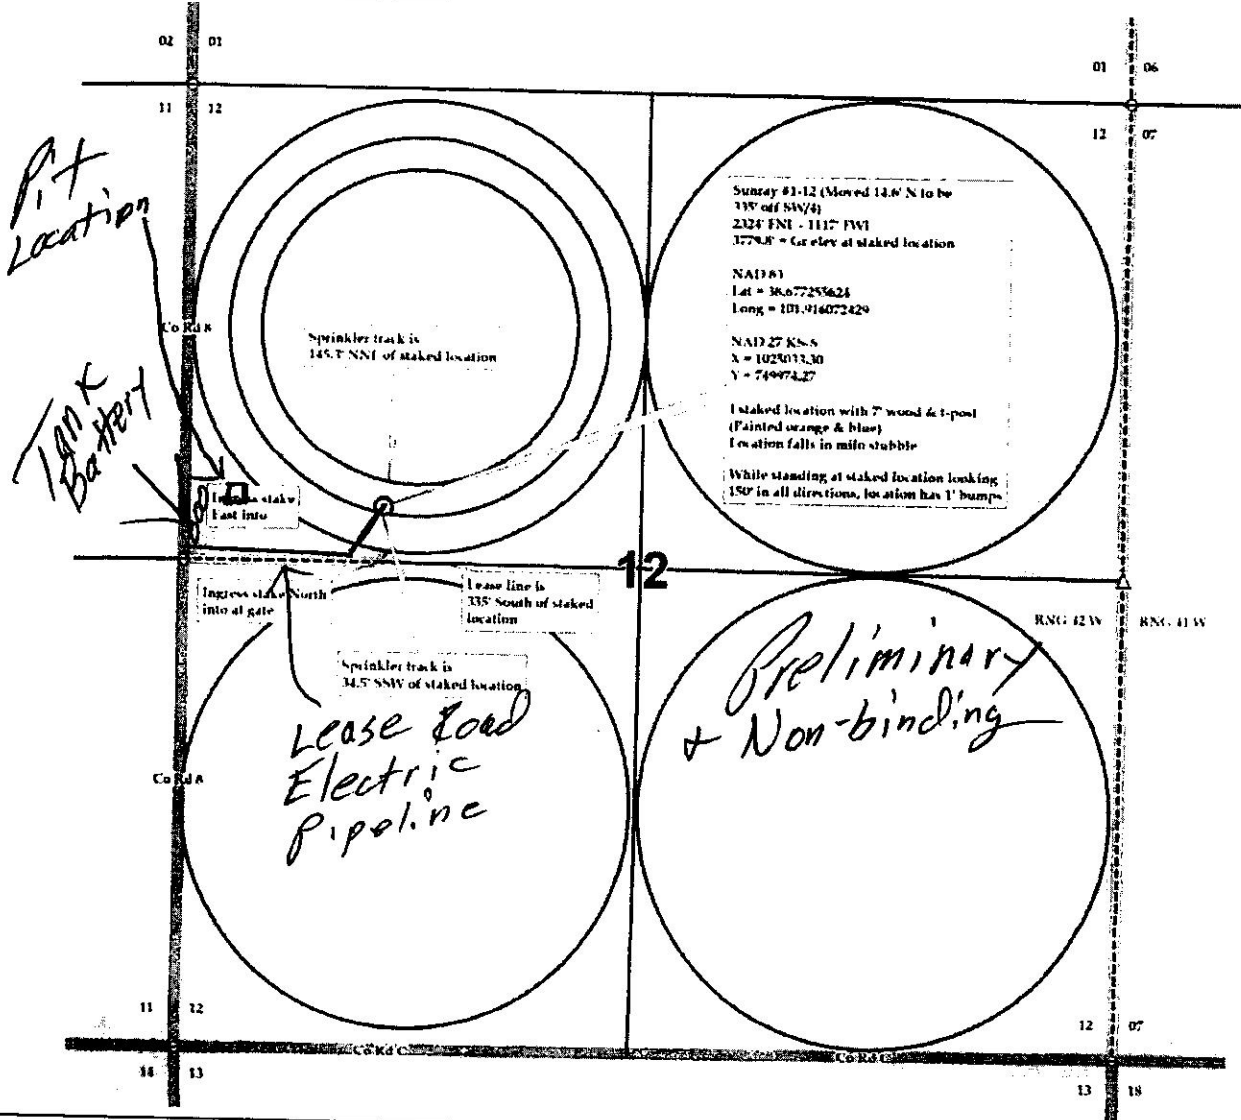 02 01
01 06
11 12
12 07
Pit
Location
Sunray #1-12 (Moved 14.6' N to be
335' off SW/4)
2324' FNL - 1117' FWL
3779.8' = Gr elev at staked location
NAD 83
Lat = 38.677255624
Long = 101.916072429
NAD 27 KS-S
X = 1025033.30
Y = 749974.27
I staked location with 7' wood & t-post
(Painted orange & blue)
Location falls in milo stubble
While standing at staked location looking
150' in all directions, location has 1' bumps
Co Rd 8
Sprinkler track is
145.3' NNE of staked location
Tank
Battery
Ingress stake
East into
12
Ingress stake North
into at gate
Lease line is
335' South of staked
location
RNG 42 W RNG 41 W
Sprinkler track is
34.5' SSW of staked location
Preliminary
+ Non-binding
Lease Road
Electric
Pipeline
Co Rd 8
11 12
12 07
Co Rd C
Co Rd C
14 13
13 18